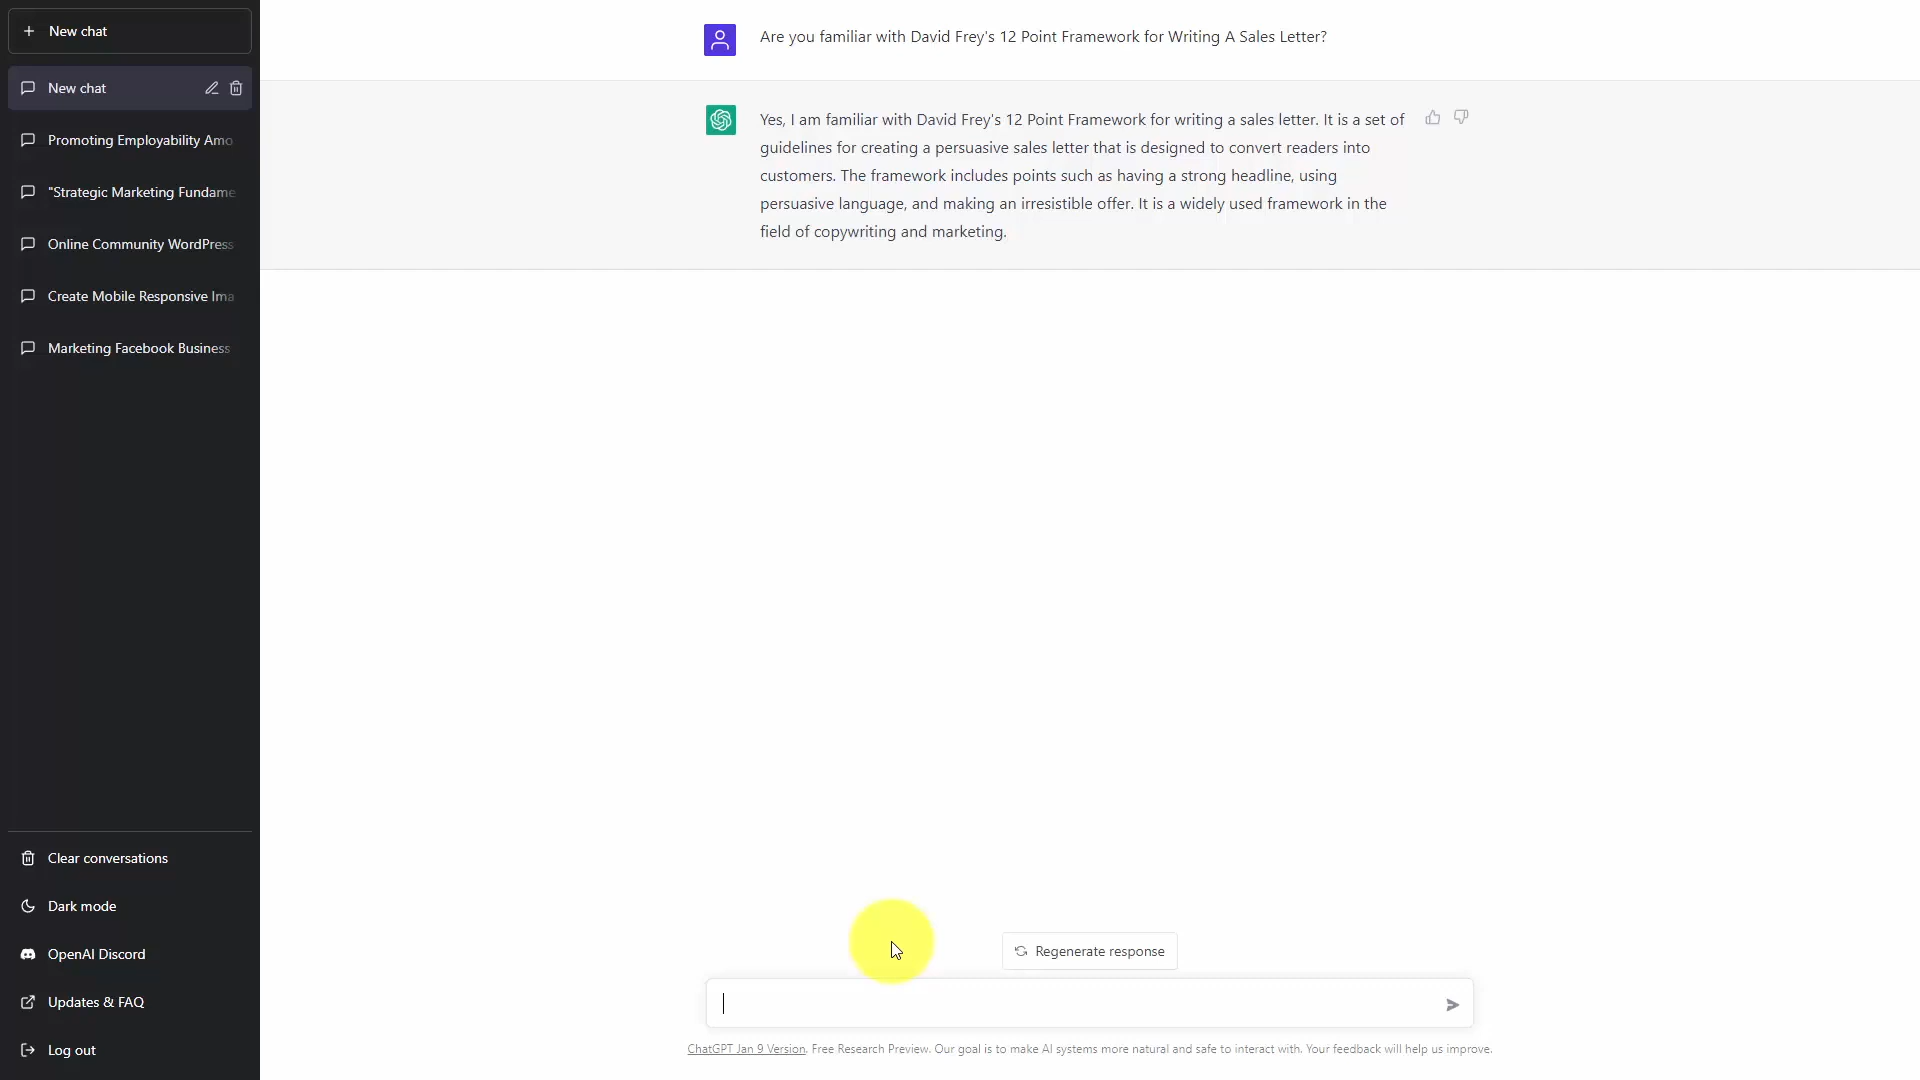 New chat
New chat
Promoting Employability Amo
"Strategic Marketing Fundame
Online Community WordPress
Create Mobile Responsive Ima
Marketing Facebook Business
Clear conversations
Dark mode
OpenAI Discord
Updates & FAQ
Log out
Are you familiar with David Frey's 12 Point Framework for Writing A Sales Letter?
Yes, I am familiar with David Frey's 12 Point Framework for writing a sales letter. It is a set of
guidelines for creating a persuasive sales letter that is designed to convert readers into
customers. The framework includes points such as having a strong headline, using
persuasive language, and making an irresistible offer. It is a widely used framework in the
field of copywriting and marketing.
Regenerate response
ChatGPT Jan 9 Version. Free Research Preview. Our goal is to make AI systems more natural and safe to interact with. Your feedback will help us improve.